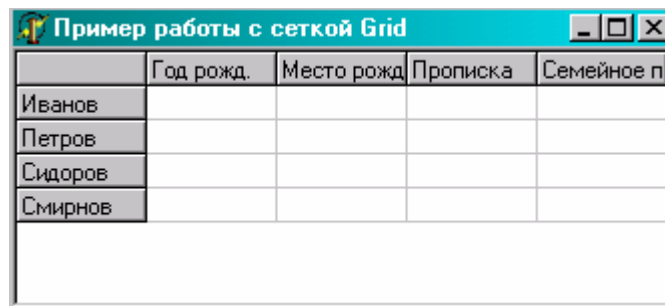 Пример работы с сеткой Grid
Год рожд. Место рожд Прописка Семейное п
Иванов
Петров
Сидоров
Смирнов